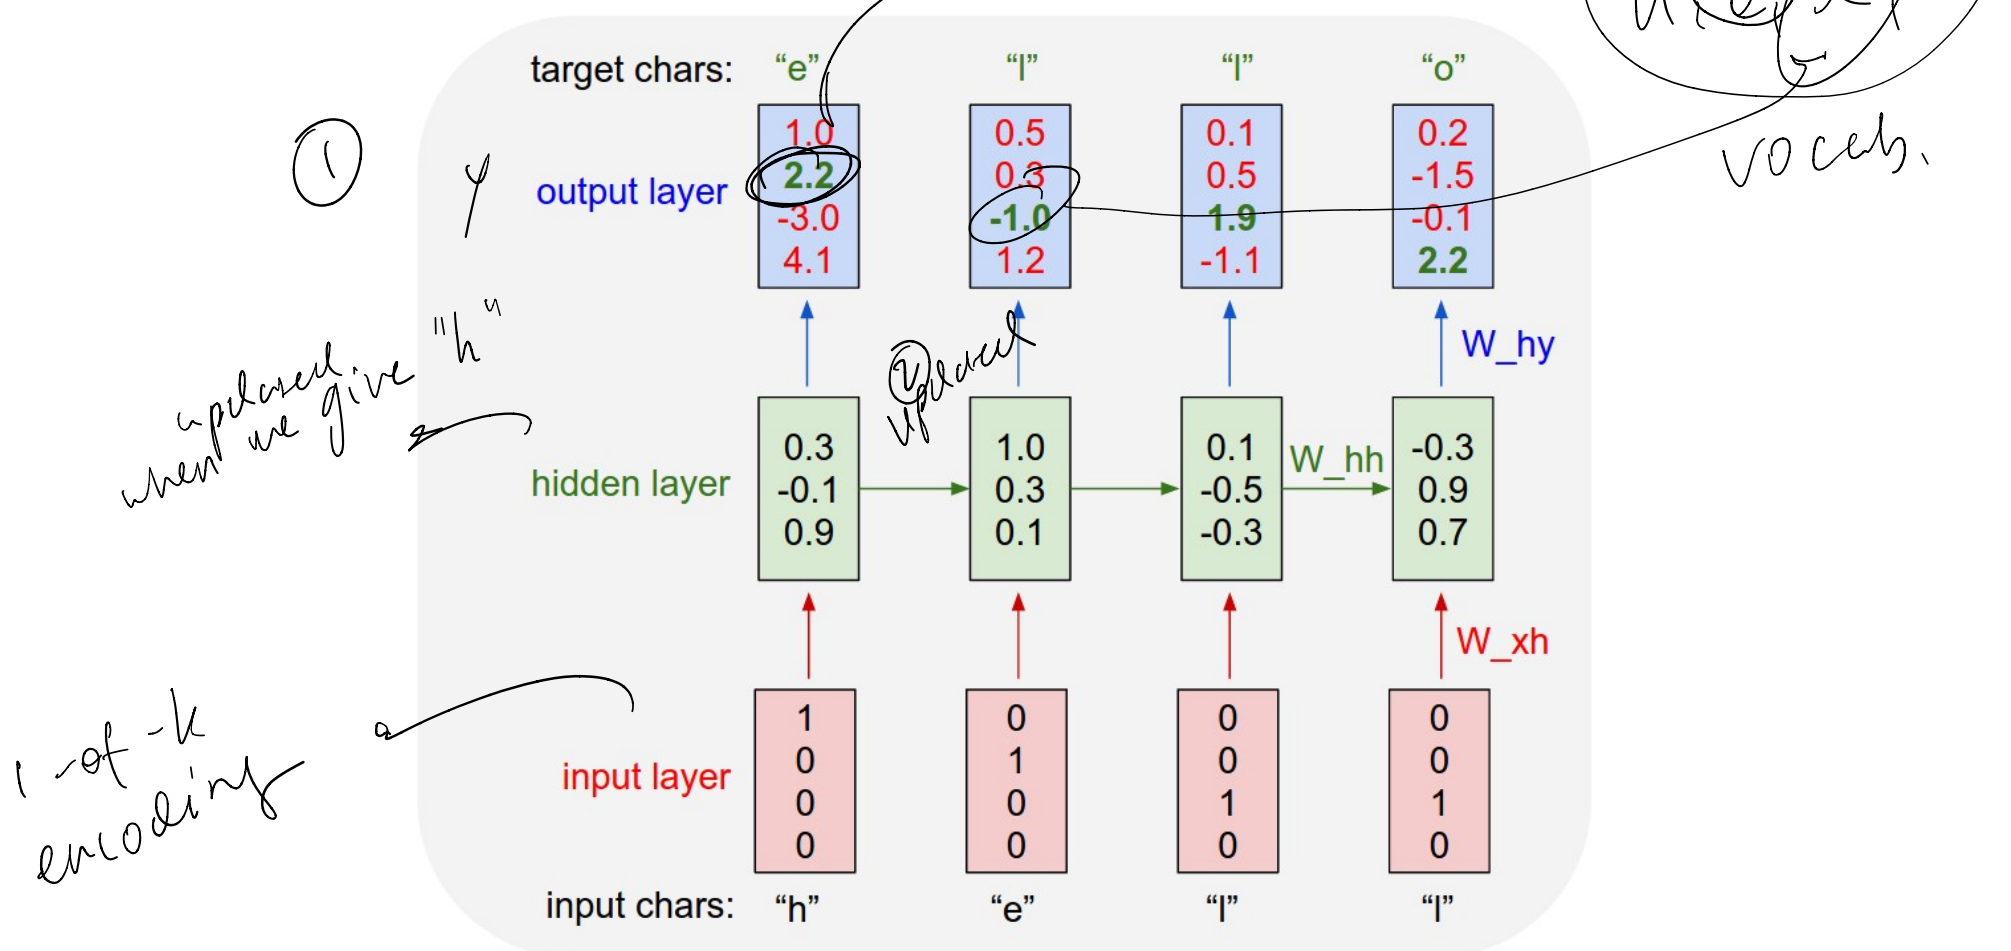 target chars: “e” “l” “l” “o”
vocab.
1
y
output layer
1.0 0.5 0.1 0.2
2.2 0.3 0.5 -1.5
-3.0 -1.0 1.9 -0.1
4.1 1.2 -1.1 2.2
W_hy
"h"
when we give
2
hidden layer
0.3 1.0 0.1 -0.3
-0.1 0.3 -0.5 0.9
0.9 0.1 -0.3 0.7
W_hh
W_xh
1-of-k
encoding
input layer
1 0 0 0
0 1 0 0
0 0 1 1
0 0 0 0
input chars: “h” “e” “l” “l”